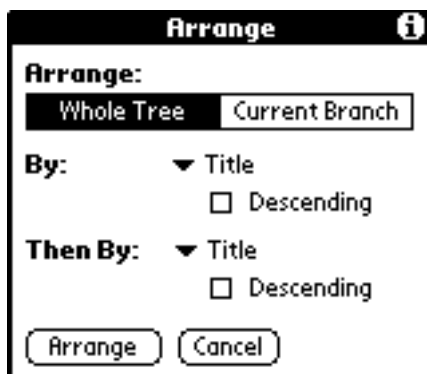 Arrange
Arrange:
Whole Tree Current Branch
By: Title
Descending
Then By: Title
Descending
Arrange Cancel